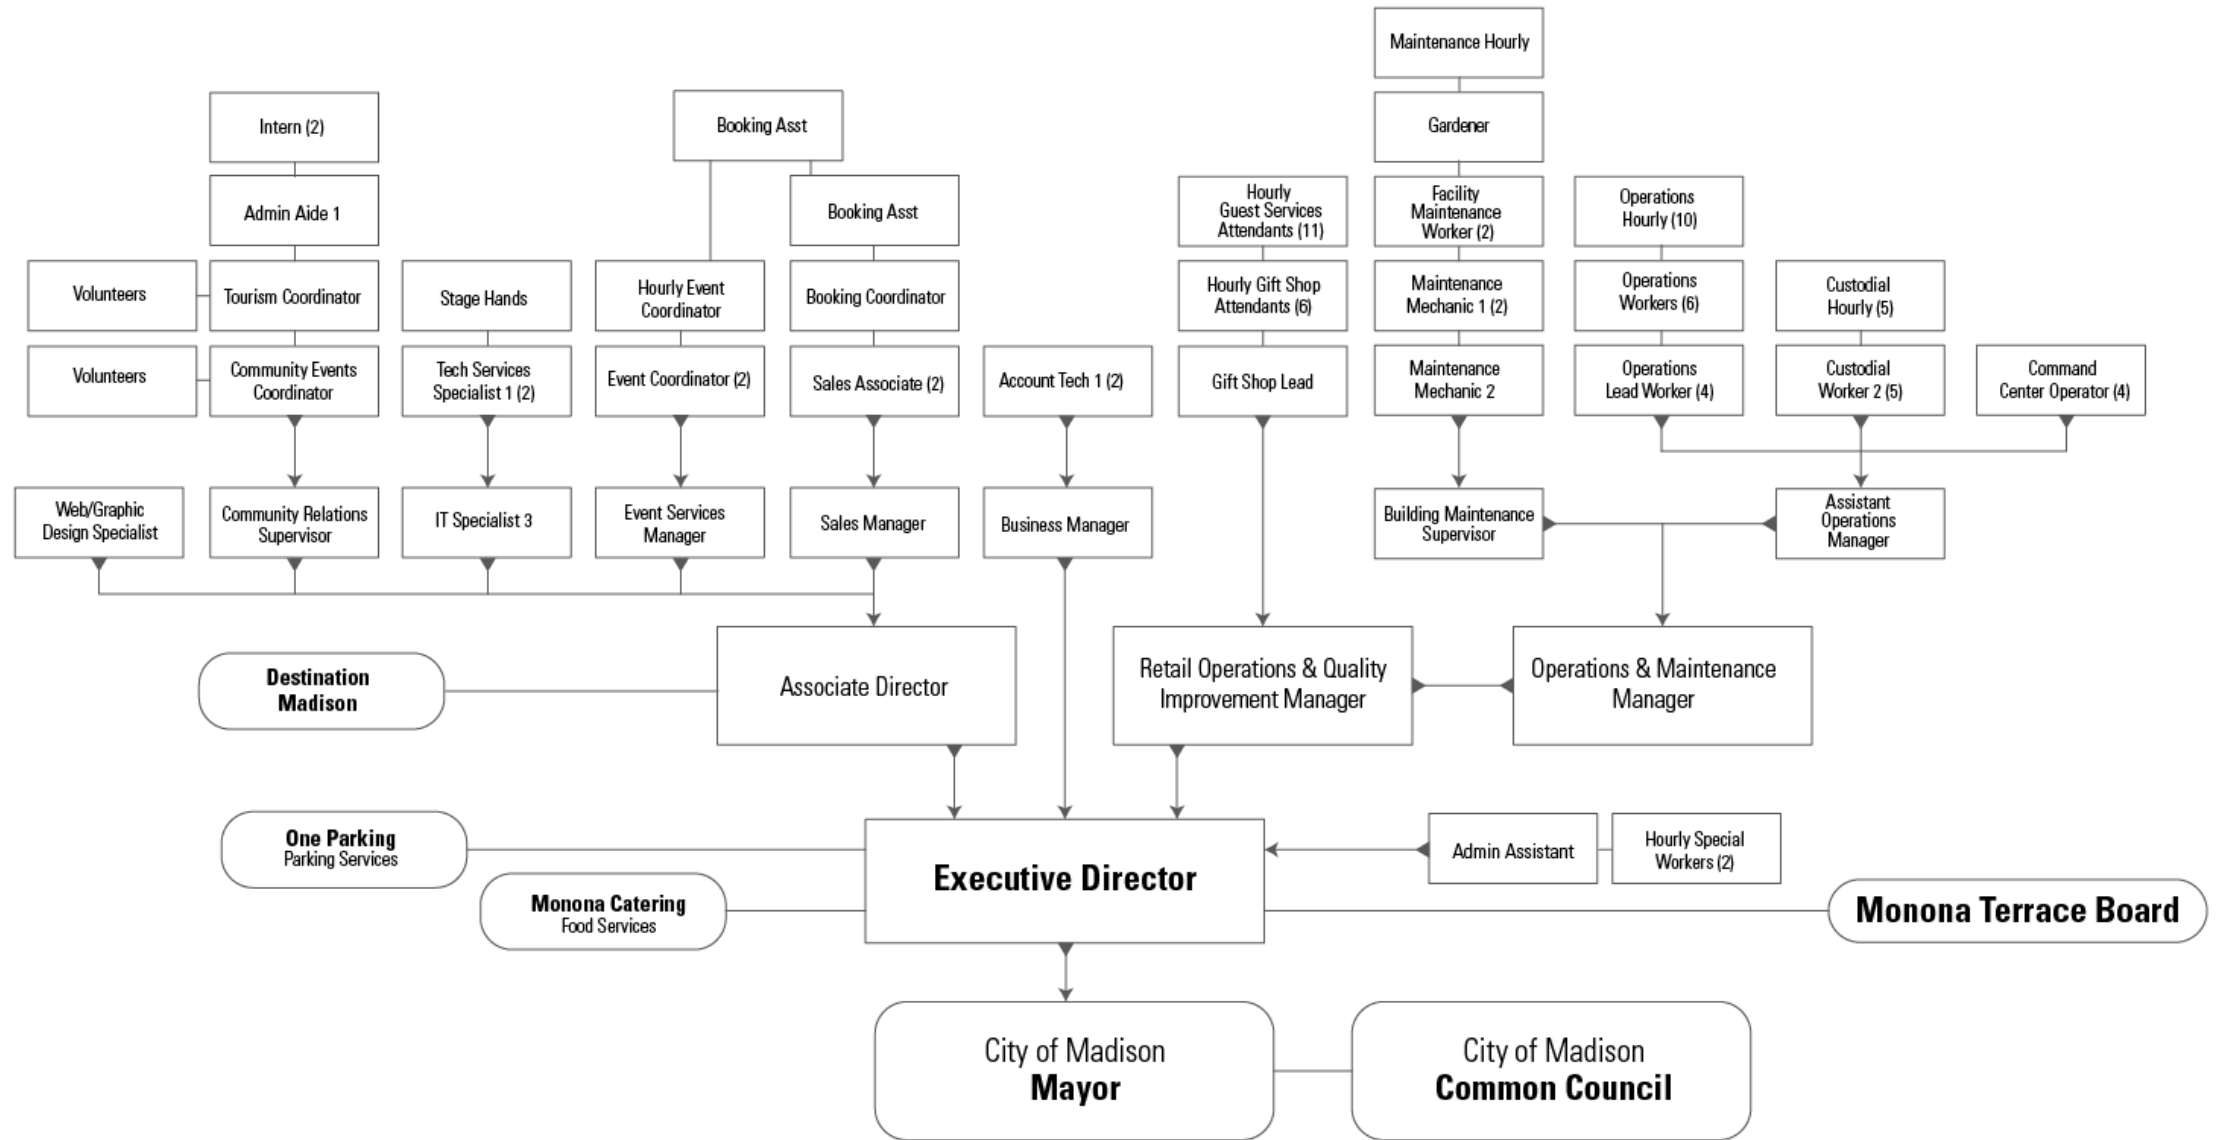 Maintenance Hourly
Intern (2)
Booking Asst
Gardener
Admin Aide 1
Booking Asst
Hourly
Guest Services
Attendants (11)
Facility
Maintenance
Worker (2)
Operations
Hourly (10)
Volunteers
Tourism Coordinator
Stage Hands
Hourly Event
Coordinator
Booking Coordinator
Hourly Gift Shop
Attendants (6)
Maintenance
Mechanic 1 (2)
Operations
Workers (6)
Custodial
Hourly (5)
Volunteers
Community Events
Coordinator
Tech Services
Specialist 1 (2)
Event Coordinator (2)
Sales Associate (2)
Account Tech 1 (2)
Gift Shop Lead
Maintenance
Mechanic 2
Operations
Lead Worker (4)
Custodial
Worker 2 (5)
Command
Center Operator (4)
Web/Graphic
Design Specialist
Community Relations
Supervisor
IT Specialist 3
Event Services
Manager
Sales Manager
Business Manager
Building Maintenance
Supervisor
Assistant
Operations
Manager
Destination
Madison
Associate Director
Retail Operations & Quality
Improvement Manager
Operations & Maintenance
Manager
One Parking
Parking Services
Monona Catering
Food Services
Executive Director
Admin Assistant
Hourly Special
Workers (2)
Monona Terrace Board
City of Madison
Mayor
City of Madison
Common Council